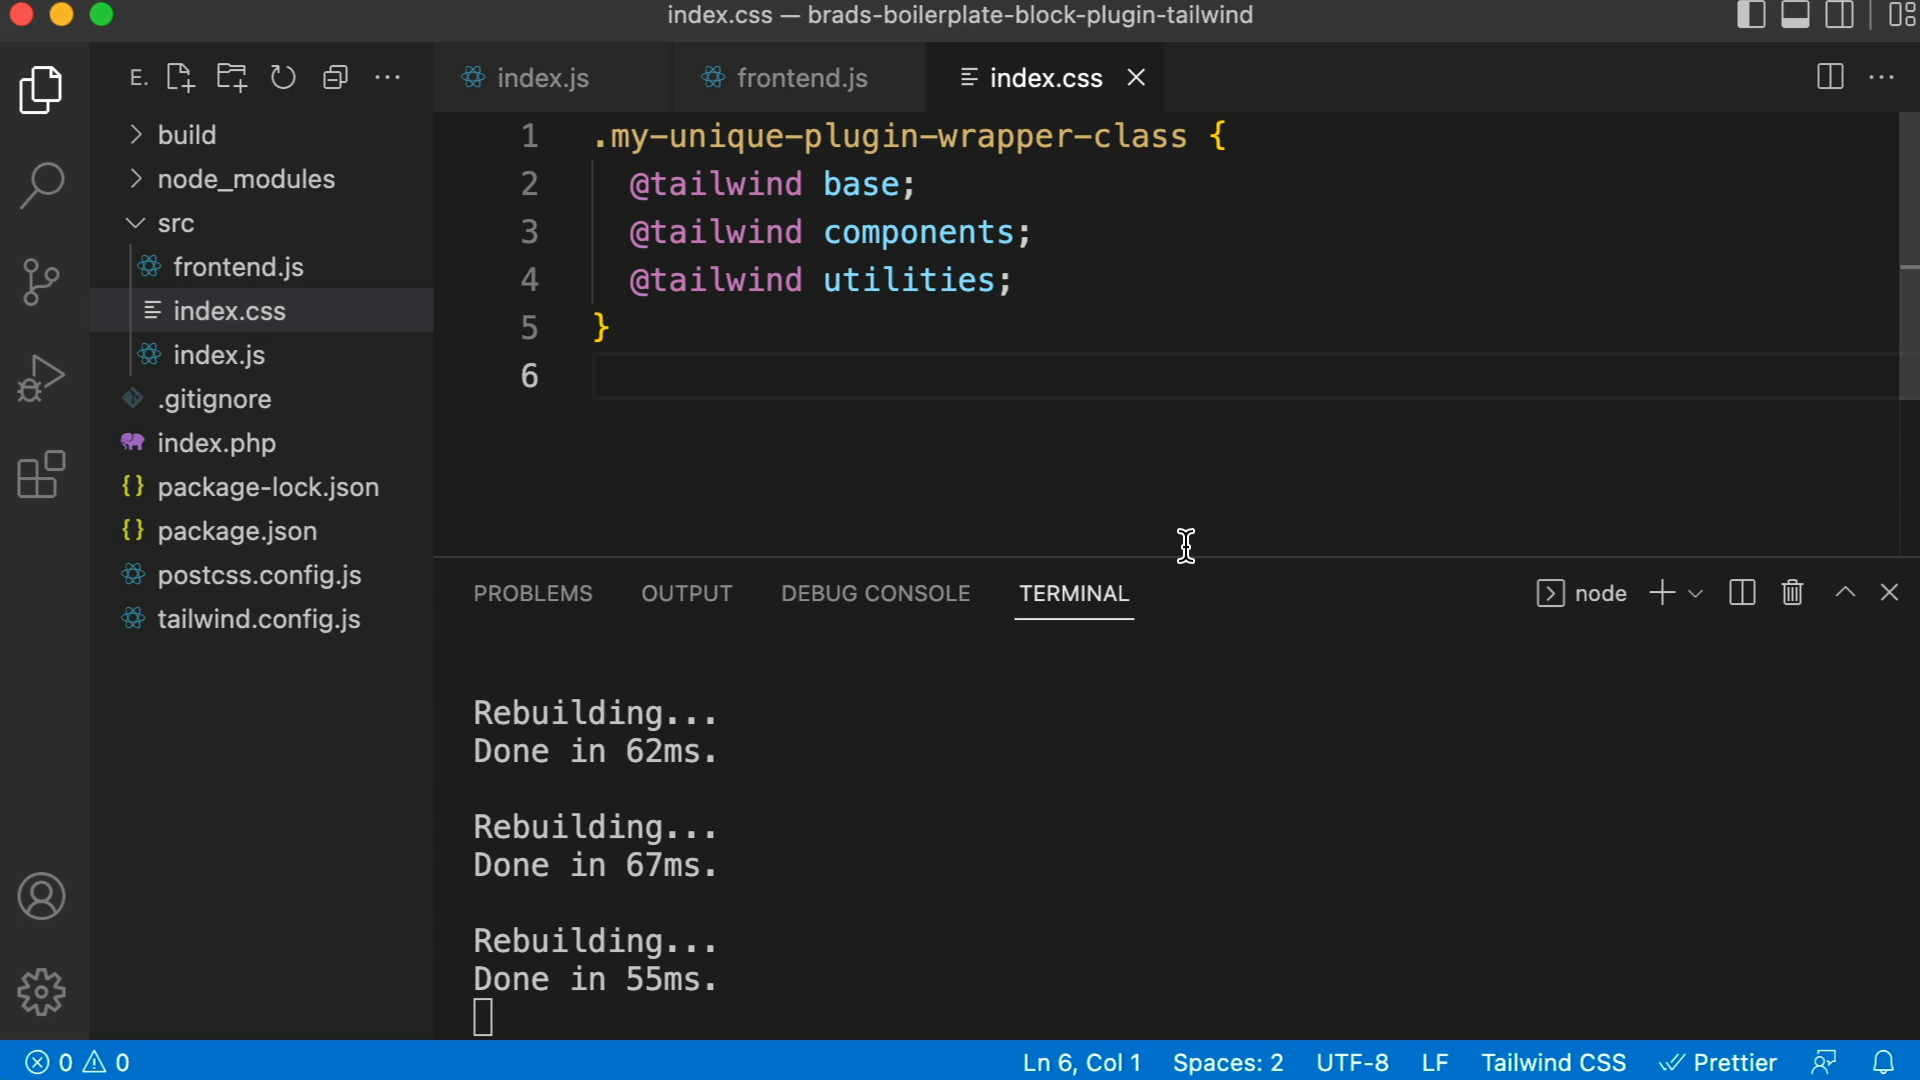 index.css — brads-boilerplate-block-plugin-tailwind
E.
build
node_modules
src
frontend.js
index.css
index.js
.gitignore
index.php
package-lock.json
package.json
postcss.config.js
tailwind.config.js
index.js
frontend.js
index.css
1 .my-unique-plugin-wrapper-class {
2 @tailwind base;
3 @tailwind components;
4 @tailwind utilities;
5 }
6
PROBLEMS OUTPUT DEBUG CONSOLE TERMINAL node
Rebuilding...
Done in 62ms.
Rebuilding...
Done in 67ms.
Rebuilding...
Done in 55ms.
0 0 Ln 6, Col 1 Spaces: 2 UTF-8 LF Tailwind CSS Prettier